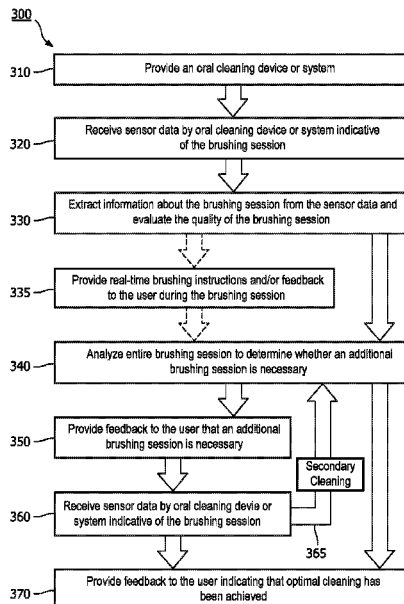 300
310
Provide an oral cleaning device or system
320
Receive sensor data by oral cleaning device or system indicative
of the brushing session
330
Extract information about the brushing session from the sensor data and
evaluate the quality of the brushing session
335
Provide real-time brushing instructions and/or feedback
to the user during the brushing session
340
Analyze entire brushing session to determine whether an additional
brushing session is necessary
350
Provide feedback to the user that an additional
brushing session is necessary
Secondary
Cleaning
360
Receive sensor data by oral cleaning devie or
system indicative of the brushing session
365
370
Provide feedback to the user indicating that optimal cleaning has
been achieved